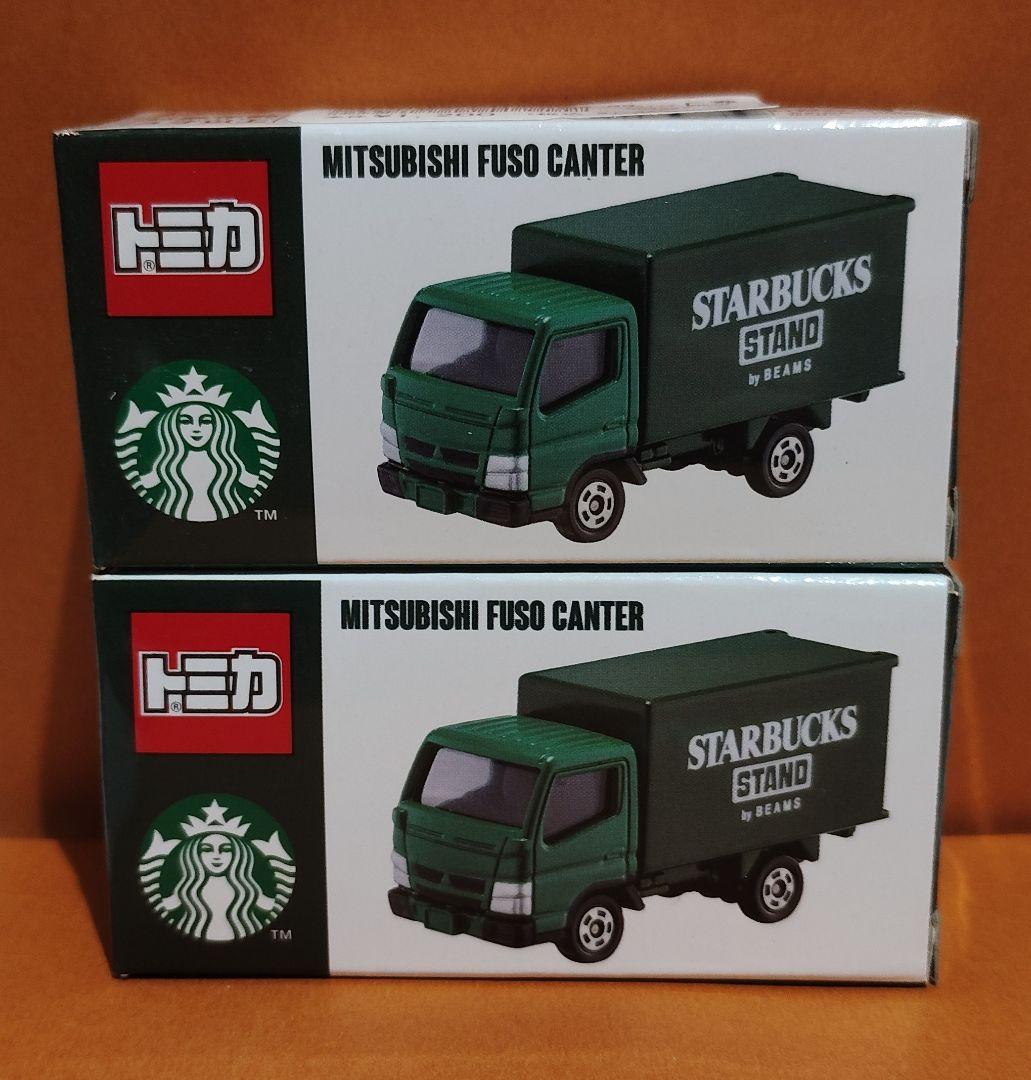 MITSUBISHI FUSO CANTER
トミカ
®
STARBUCKS
STAND
by BEAMS
TM
MITSUBISHI FUSO CANTER
トミカ
®
STARBUCKS
STAND
by BEAMS
TM